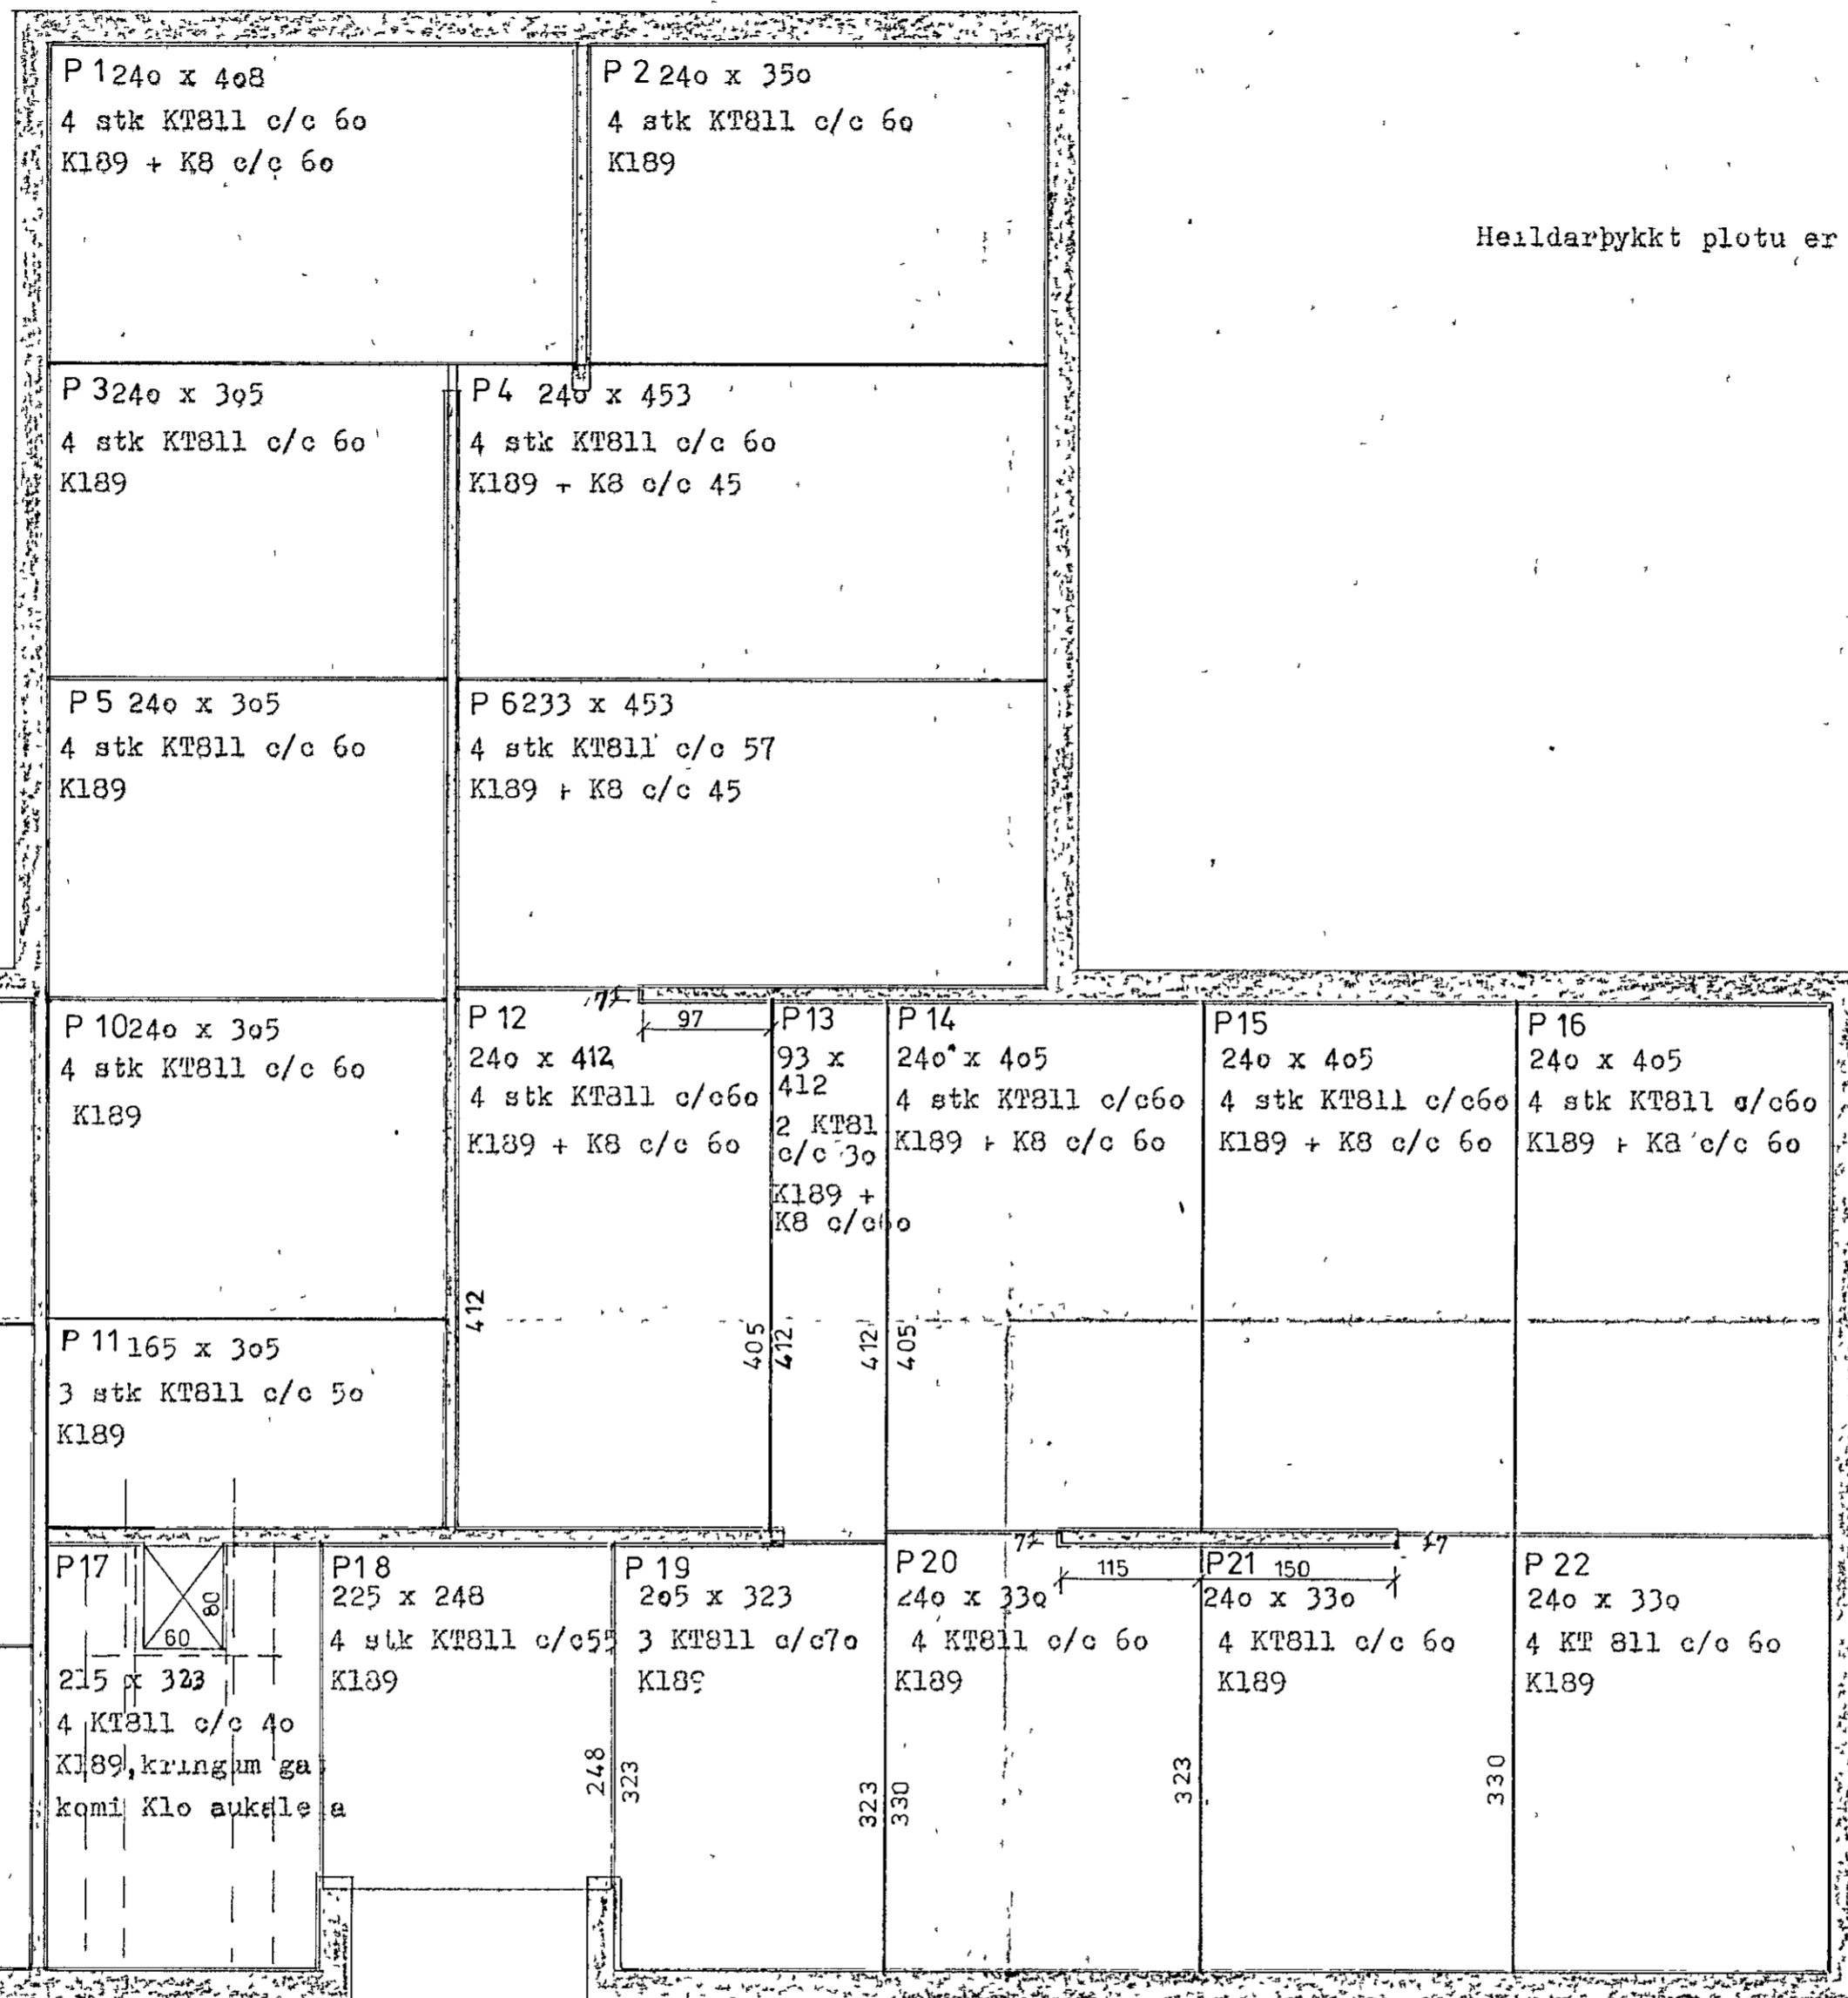 P 1 240 x 408
4 stk KT811 c/c 60
K189 + K8 c/c 60
P 2 240 x 350
4 stk KT811 c/c 60
K189
Heildarþykkt plotu er
P 3 240 x 305
4 stk KT811 c/c 60
K189
P4 240 x 453
4 stk KT811 c/c 60
K189 + K8 c/c 45
P 5 240 x 305
4 stk KT811 c/c 60
K189
P 6 233 x 453
4 stk KT811 c/c 57
K189 + K8 c/c 45
P 10 240 x 305
4 stk KT811 c/c 60
K189
P 12
240 x 412
4 stk KT811 c/c60
K189 + K8 c/c 60
7
97
P13
93 x
412
2 KT81
c/c 30
K189 +
K8 c/c60
P 14
240 x 405
4 stk KT811 c/c60
K189 + K8 c/c 60
P15
240 x 405
4 stk KT811 c/c60
K189 + K8 c/c 60
P 16
240 x 405
4 stk KT811 c/c60
K189 + K8 c/c 60
412
405
412
412
405
P 11 165 x 305
3 stk KT811 c/c 50
K189
P17
80
60
215 x 323
4 KT811 c/c 40
K189, kringum ga
komi K10 aukale a
P18
225 x 248
4 stk KT811 c/c55
K189
248
P 19
205 x 323
3 KT811 c/c70
K189
323
323
7
115
150
7
P 20
240 x 330
4 KT811 c/c 60
K189
330
323
P21
240 x 330
4 KT811 c/c 60
K189
330
P 22
240 x 330
4 KT 811 c/c 60
K189